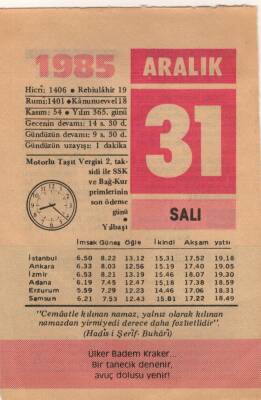 1985
ARALIK
31
SALI
Hicri; 1406 • Rebiulâhir 19
Rumi; 1401 • Kânunuevvel 18
Kasım: 54 • Yılın 365. günü
Gecenin devamı: 14 s. 30 d.
Gündüzün devamı: 9 s. 30 d.
Gündüzün uzayışı: 1 dakika
Motorlu Taşıt Vergisi 2, tak-
sidi ile SSK
ve Bağ-Kur
primlerinin
son ödeme
günü
• Yılbaşı
İmsak Güneş Öğle İkindi Akşam yatsı
İstanbul 6.50 8.22 13.12 15.31 17.52 19.18
Ankara 6.33 8.03 12.56 15.19 17.40 19.05
İzmir 6.53 8.21 13.19 15.46 18.07 19.30
Adana 6.19 7.45 12.47 15.18 17.38 18.59
Erzurum 5.59 7.29 12.23 14.46 17.06 18.31
Samsun 6.21 7.53 12.43 15.01 17.22 18.49
"Cemâatle kılınan namaz, yalnız olarak kılınan
namazdan yirmiyedi derece daha faziletlidir".
(Hadîs-i Şerîf- Buhârî)
Ülker Badem Kraker...
Bir tanecik denenir,
avuç dolusu yenir!